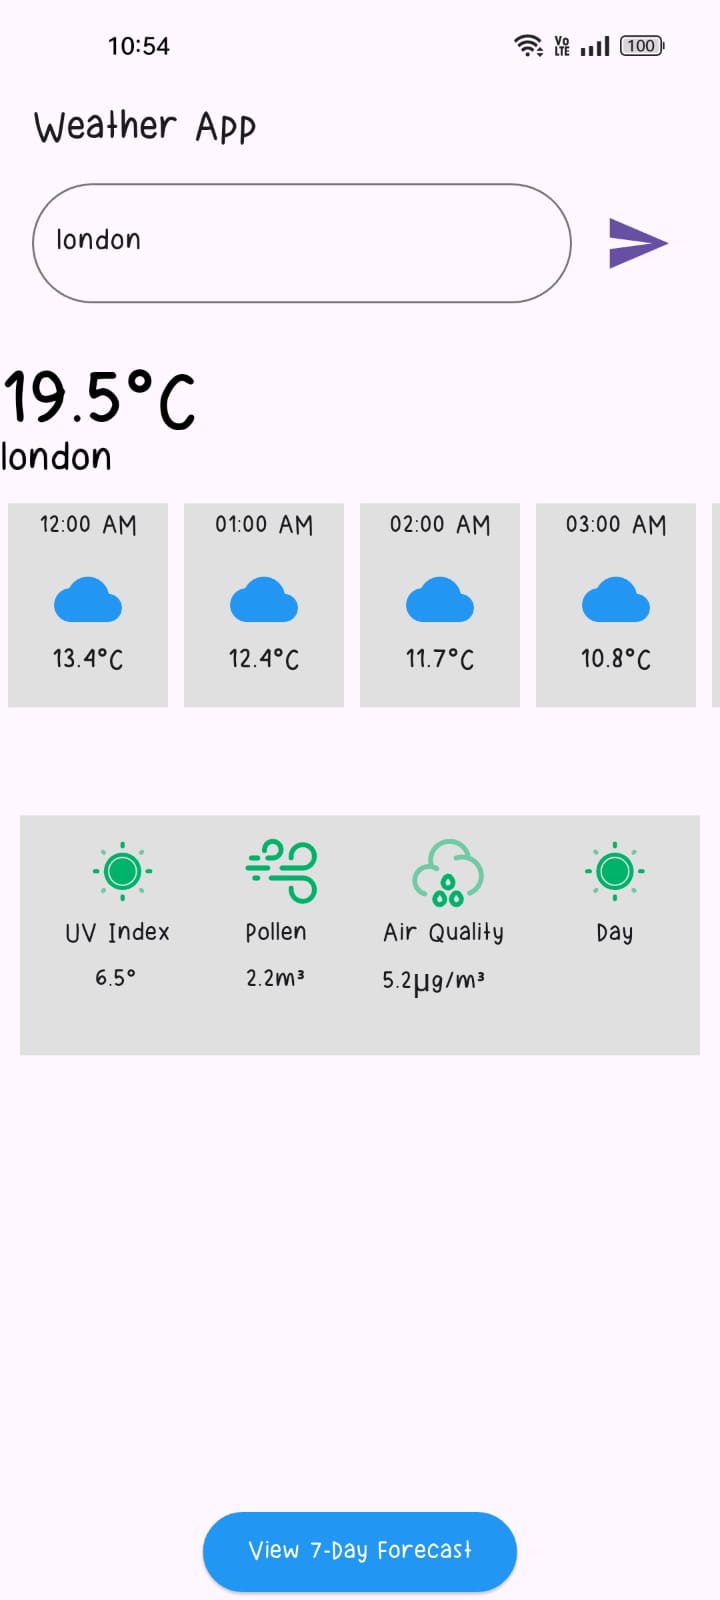 10:54 Vo LTE 100
Weather App
london
19.5°C
london
12:00 AM 01:00 AM 02:00 AM 03:00 AM
13.4°C 12.4°C 11.7°C 10.8°C
UV Index Pollen Air Quality Day
6.5° 2.2m³ 5.2µg/m³
View 7-Day Forecast